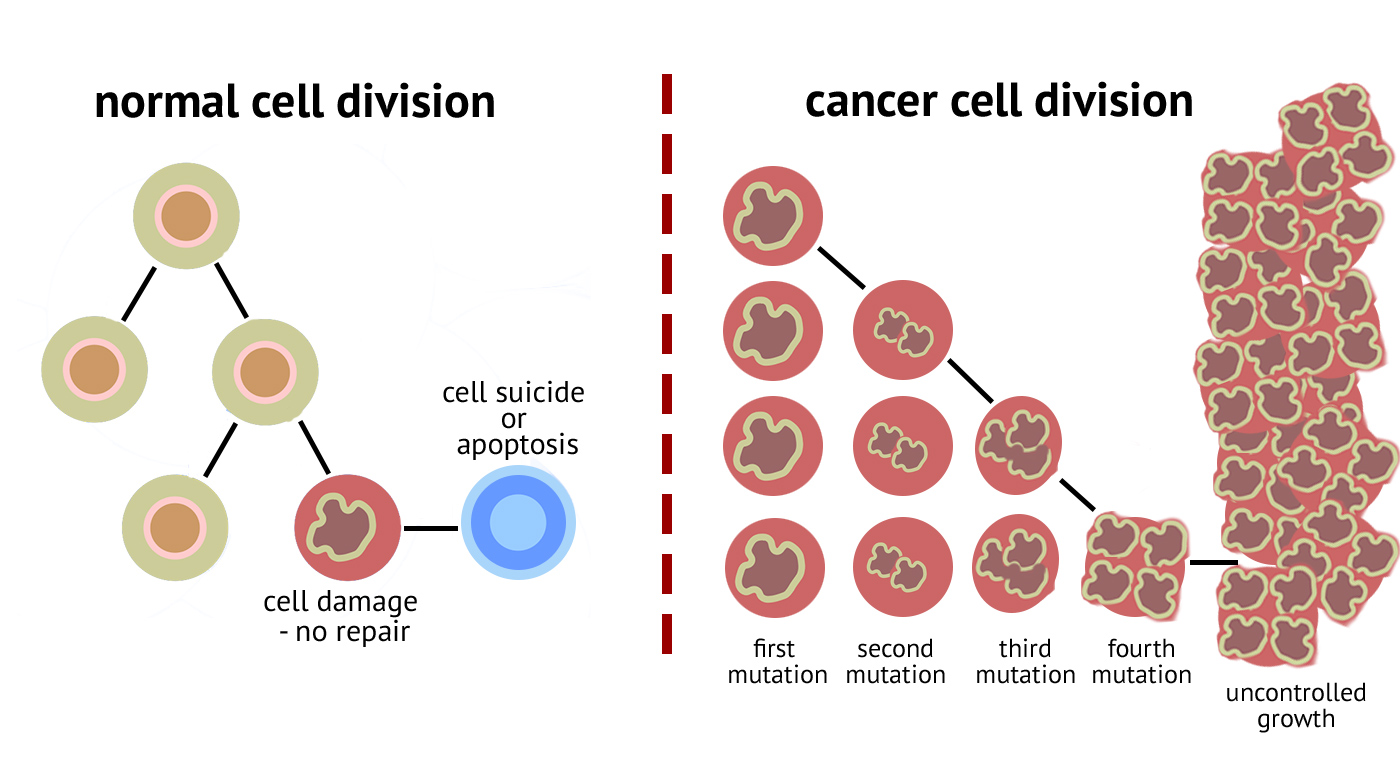 normal cell division
cancer cell division
cell suicide
or
apoptosis
cell damage
- no repair
first
mutation
second
mutation
third
mutation
fourth
mutation
uncontrolled
growth